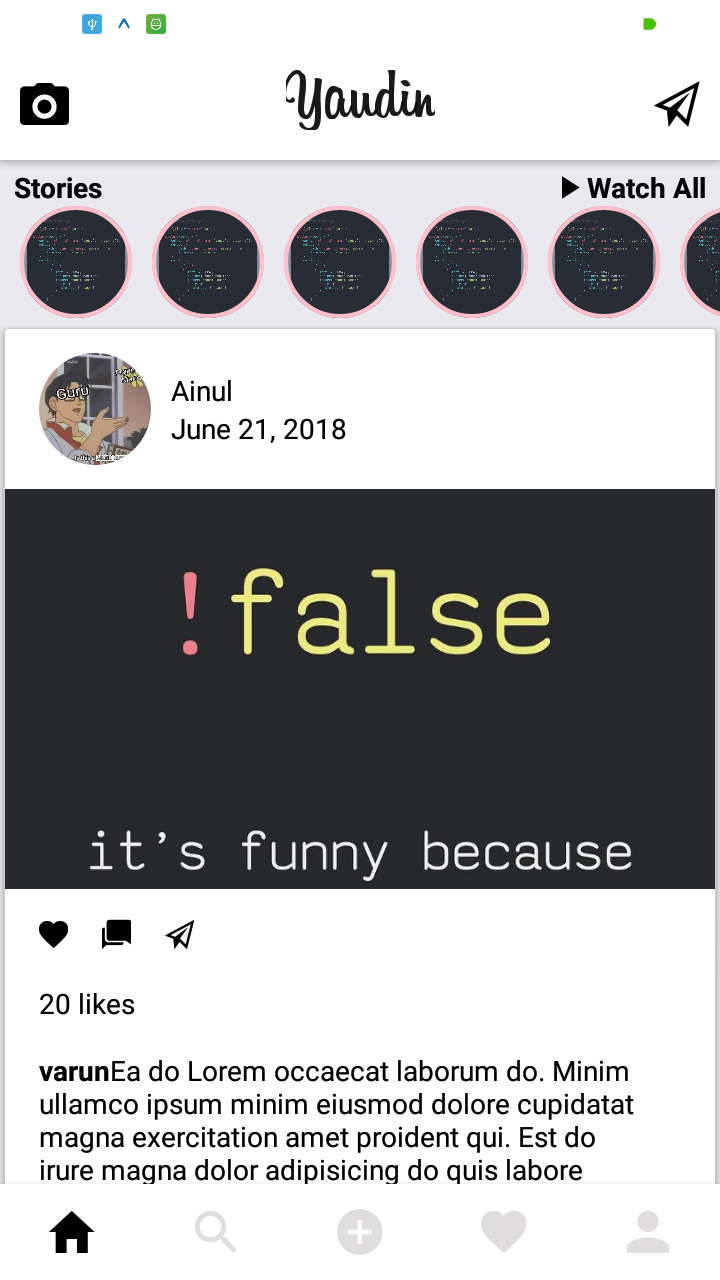 Yaudin
Stories
Watch All
Guru
Ainul
June 21, 2018
!false
it's funny because
20 likes
varunEa do Lorem occaecat laborum do. Minim
ullamco ipsum minim eiusmod dolore cupidatat
magna exercitation amet proident qui. Est do
irure magna dolor adipisicing do quis labore